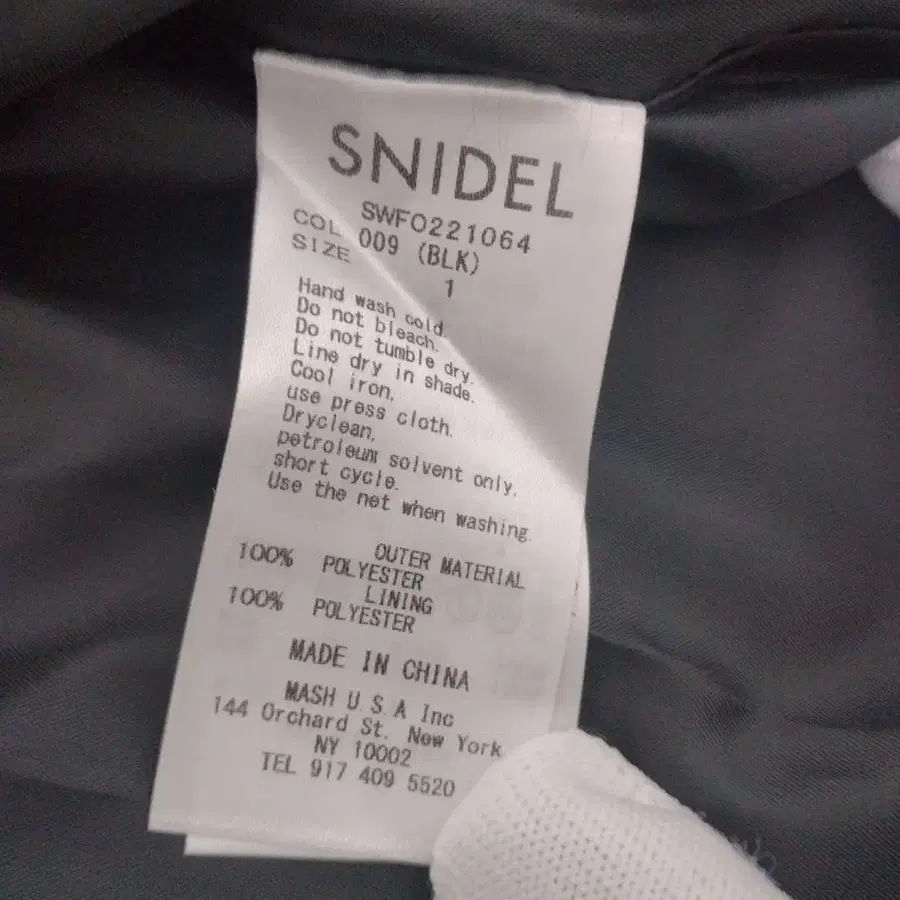 SNIDEL
SWFO221064
COL 009 (BLK)
SIZE 1
Hand wash cold.
Do not bleach.
Do not tumble dry.
Line dry in shade.
Cool iron,
use press cloth.
Dryclean,
petroleum solvent only,
short cycle.
Use the net when washing.
OUTER MATERIAL
100% POLYESTER
LINING
100% POLYESTER
MADE IN CHINA
MASH U.S.A Inc
144 Orchard St. New York
NY 10002
TEL 917 409 5520